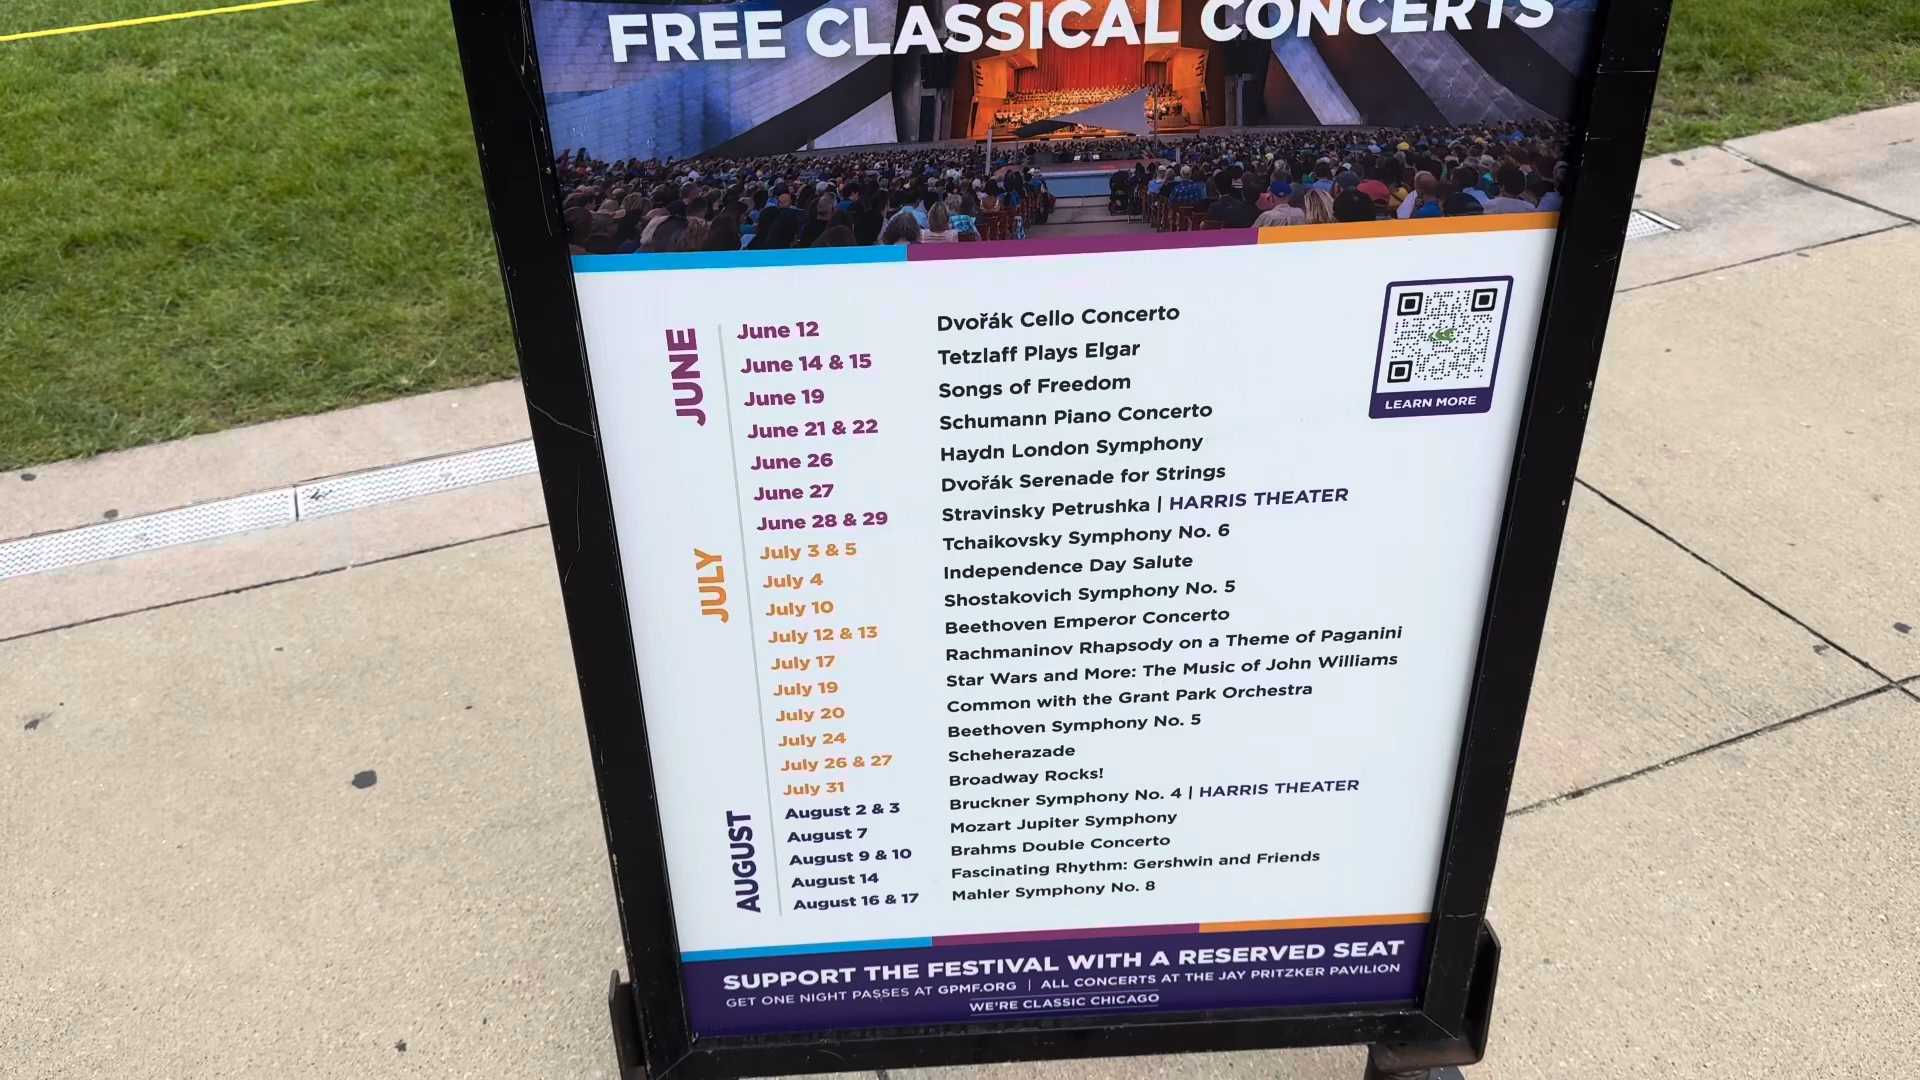 FREE CLASSICAL CONCERTS
JUNE
June 12 Dvořák Cello Concerto
June 14 & 15 Tetzlaff Plays Elgar
June 19 Songs of Freedom
June 21 & 22 Schumann Piano Concerto
June 26 Haydn London Symphony
June 27 Dvořák Serenade for Strings
June 28 & 29 Stravinsky Petrushka | HARRIS THEATER
JULY
July 3 & 5 Tchaikovsky Symphony No. 6
July 4 Independence Day Salute
July 10 Shostakovich Symphony No. 5
July 12 & 13 Beethoven Emperor Concerto
July 17 Rachmaninov Rhapsody on a Theme of Paganini
July 19 Star Wars and More: The Music of John Williams
July 20 Common with the Grant Park Orchestra
July 24 Beethoven Symphony No. 5
July 26 & 27 Scheherazade
July 31 Broadway Rocks!
AUGUST
August 2 & 3 Bruckner Symphony No. 4 | HARRIS THEATER
August 7 Mozart Jupiter Symphony
August 9 & 10 Brahms Double Concerto
August 14 Fascinating Rhythm: Gershwin and Friends
August 16 & 17 Mahler Symphony No. 8
LEARN MORE
SUPPORT THE FESTIVAL WITH A RESERVED SEAT
GET ONE NIGHT PASSES AT GPMF.ORG | ALL CONCERTS AT THE JAY PRITZKER PAVILION
WE'RE CLASSIC CHICAGO